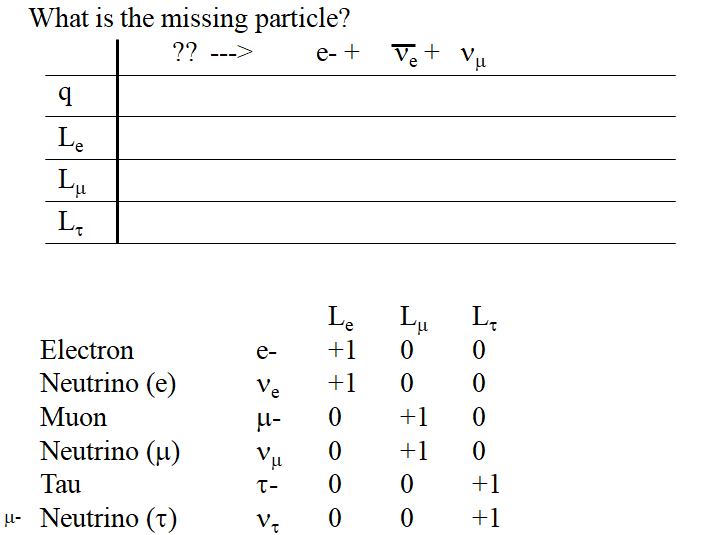 What is the missing particle?
?? ---> e- + ν̅e + νμ
q
Le
Lμ
Lτ
Le Lμ Lτ
Electron e- +1 0 0
Neutrino (e) νe +1 0 0
Muon μ- 0 +1 0
Neutrino (μ) νμ 0 +1 0
Tau τ- 0 0 +1
μ- Neutrino (τ) ντ 0 0 +1